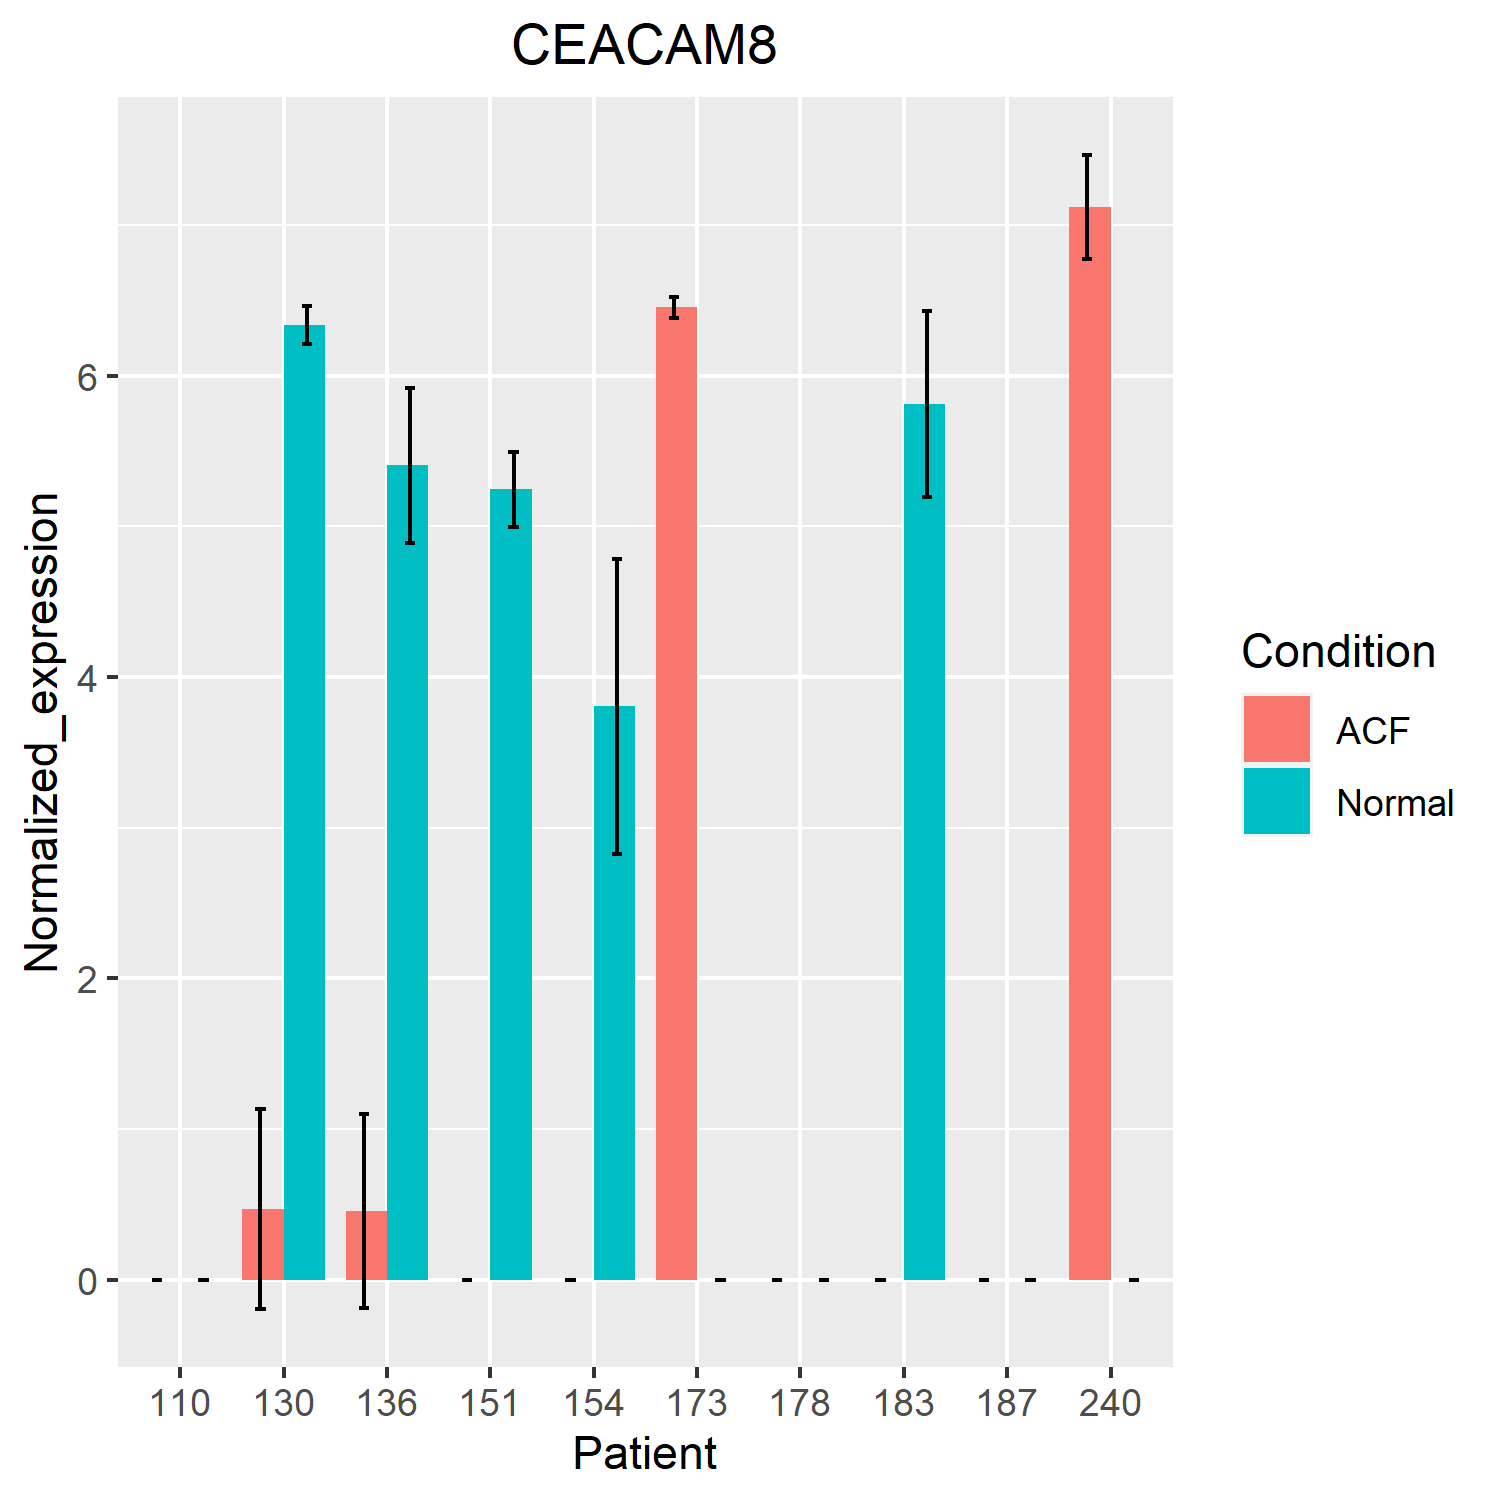 CEACAM8
Normalized_expression
6
4
2
0
110 130 136 151 154 173 178 183 187 240
Patient
Condition
ACF
Normal